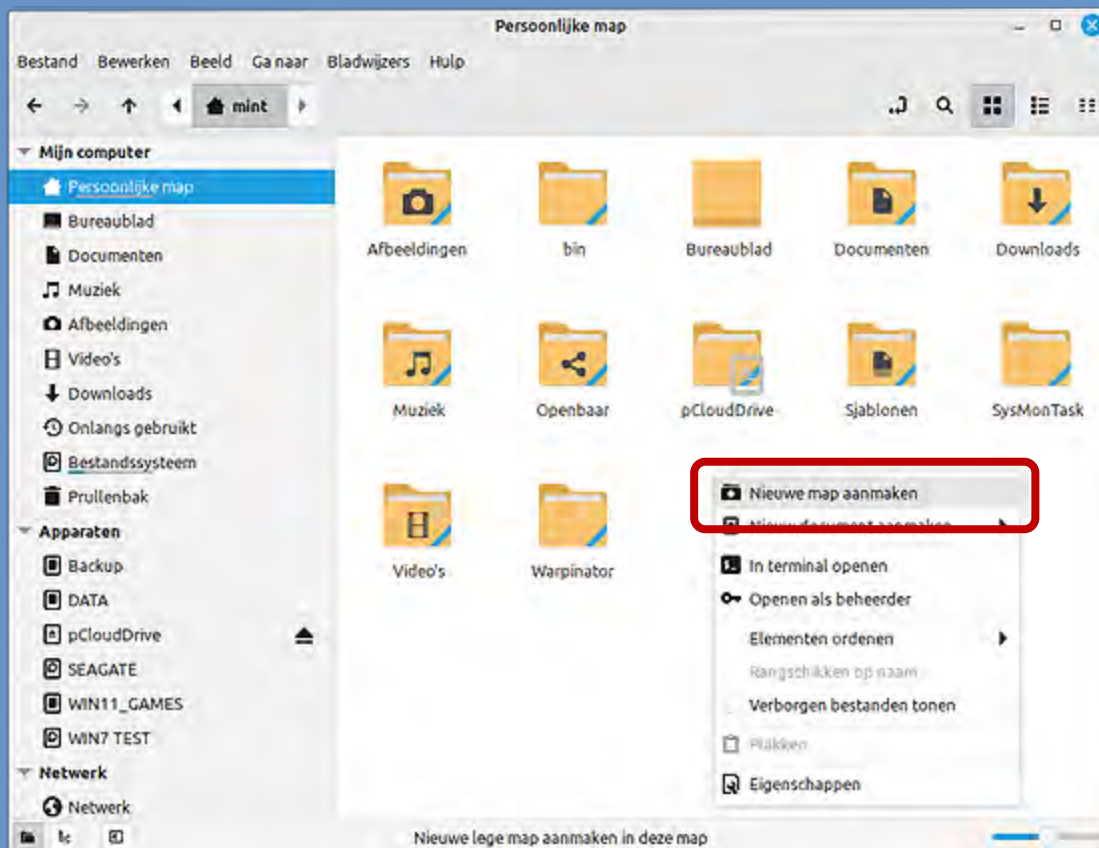 Persoonlijke map
Bestand Bewerken Beeld Ga naar Bladwijzers Hulp
mint
Mijn computer
Persoonlijke map
Bureaublad
Documenten
Muziek
Afbeeldingen
Video's
Downloads
Onlangs gebruikt
Bestandssysteem
Prullenbak
Apparaten
Backup
DATA
pCloudDrive
SEAGATE
WIN11_GAMES
WIN7 TEST
Netwerk
Netwerk
Afbeeldingen bin Bureaublad Documenten Downloads
Muziek Openbaar pCloudDrive Sjablonen SysMonTask
Video's Warpinator
Nieuwe map aanmaken
Nieuw document aanmaken
In terminal openen
Openen als beheerder
Elementen ordenen
Rangschikken op naam
Verborgen bestanden tonen
Plakken
Eigenschappen
Nieuwe lege map aanmaken in deze map